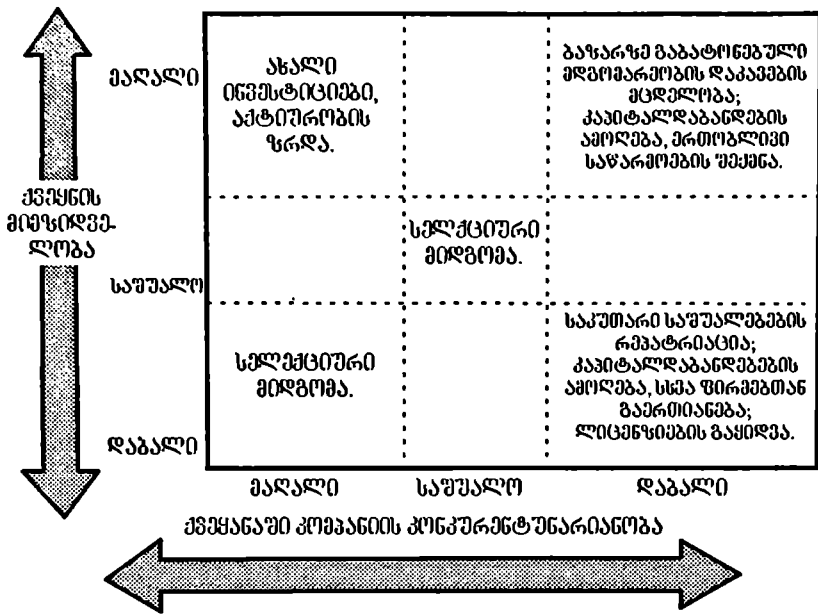 მაღალი
საშუალო
დაბალი
ქვეყნის
მიმზიდვე-
ლობა
ახალი
ინვესტიციები,
აქტიურობის
ზრდა.
ბაზარზე გაბატონებული
მდგომარეობის დაკავების
მცდელობა;
კაპიტალდაბანდების
ამოღება, ერთობლივი
საწარმოების შექმნა.
სელექციური
მიდგომა.
სელექციური
მიდგომა.
საკუთარი საშუალებების
რეპატრიაცია;
კაპიტალდაბანდებების
ამოღება, სხვა ფირმებთან
გაერთიანება;
ლიცენზიების გაყიდვა.
მაღალი საშუალო დაბალი
ქვეყანაში კომპანიის კონკურენტუნარიანობა